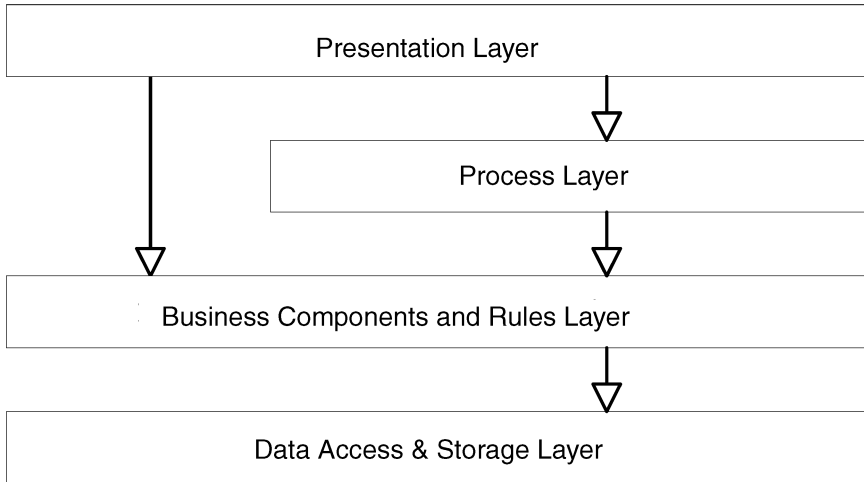 Presentation Layer
Process Layer
Business Components and Rules Layer
Data Access & Storage Layer